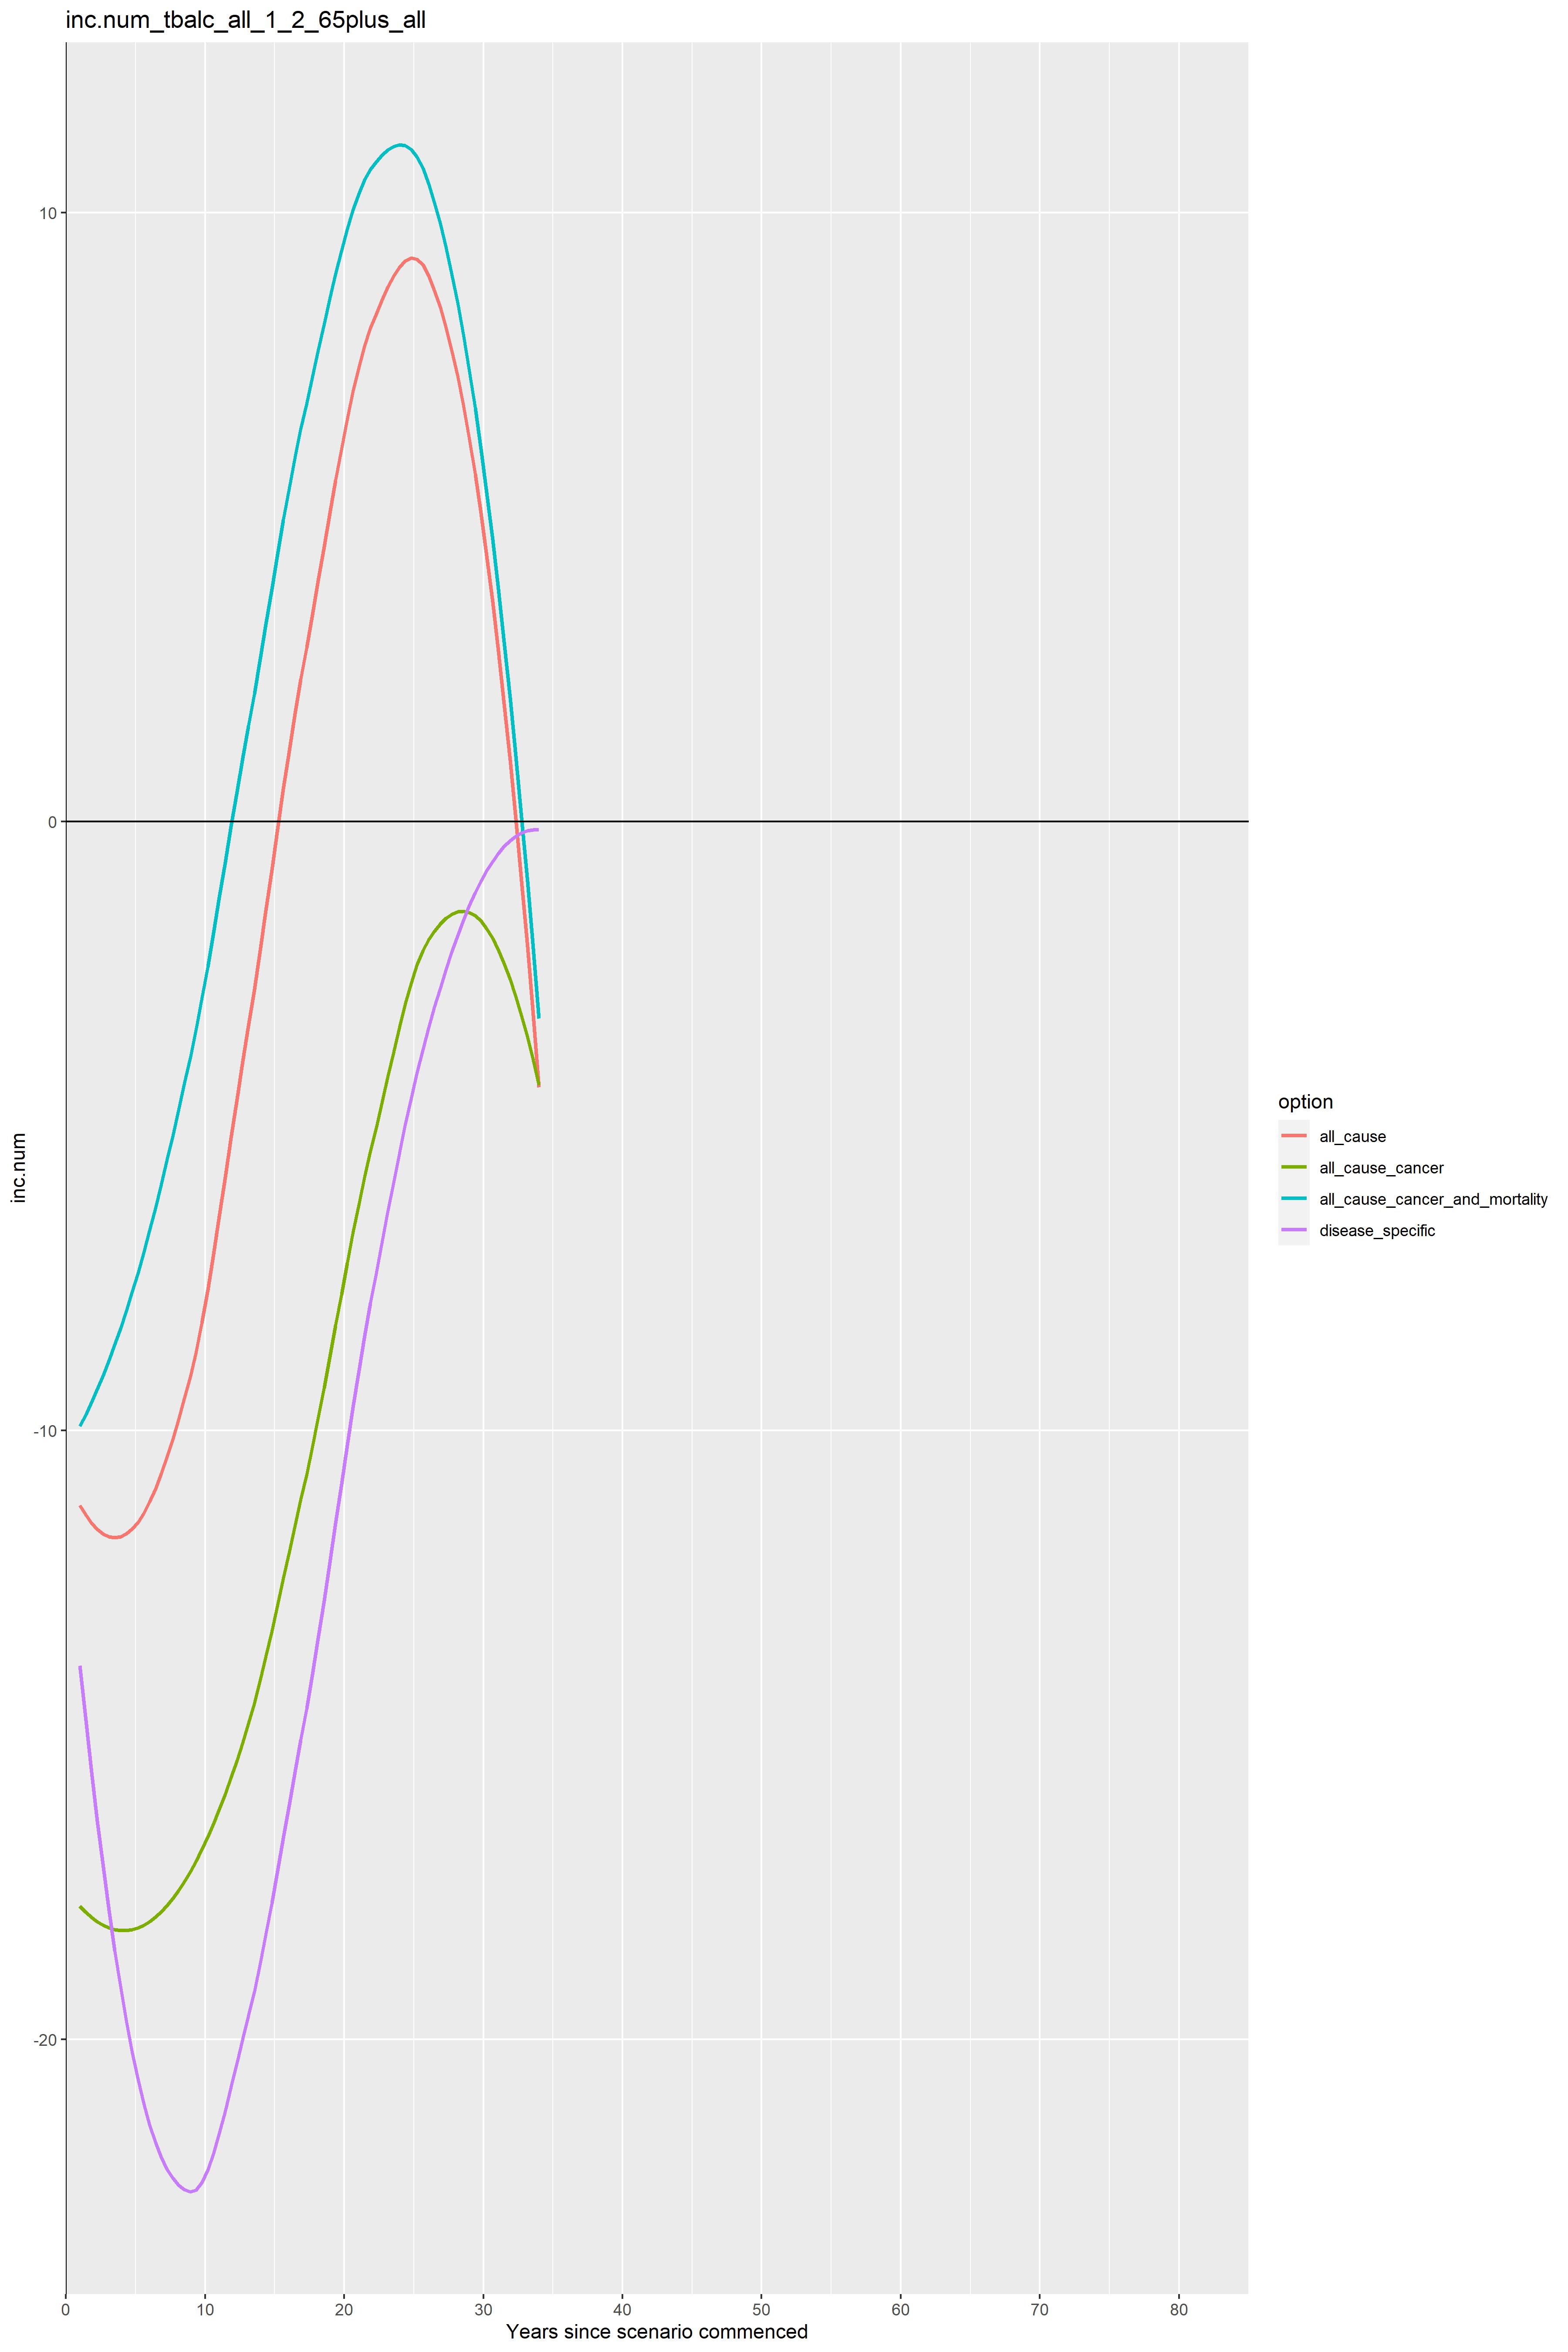 inc.num_tbalc_all_1_2_65plus_all
10
0
-10
-20
inc.num
0 10 20 30 40 50 60 70 80
Years since scenario commenced
option
all_cause
all_cause_cancer
all_cause_cancer_and_mortality
disease_specific